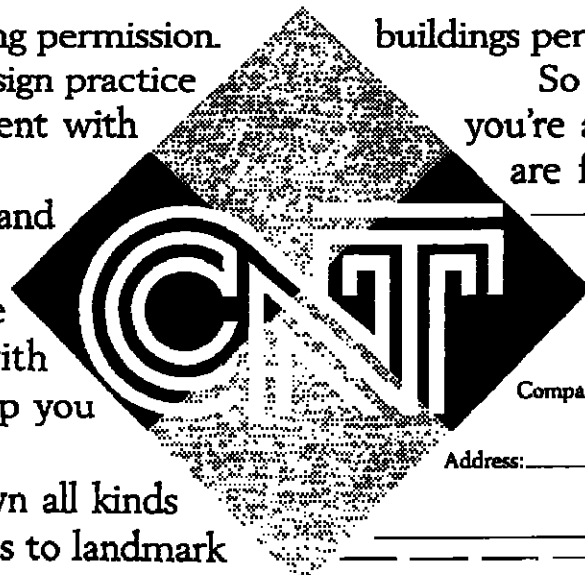 ng permission.
sign practice
ent with
and
e
ith
p you
wn all kinds
s to landmark
CNT
buildings per
So
you're a
are f
Compa
Address: